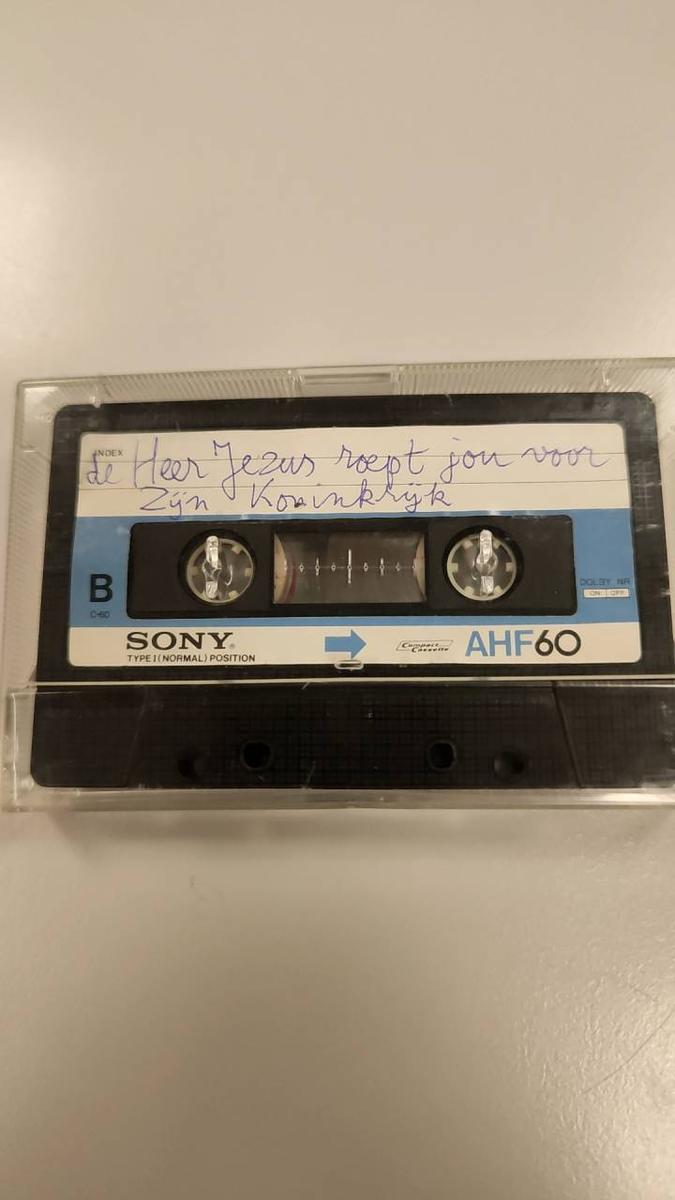 INDEX
de Heer Jezus roept jou voor
Zijn Koninkrijk
B
C-60
DOLBY NR
ON OFF
SONY®
TYPE I (NORMAL) POSITION
Compact
Cassette
AHF60